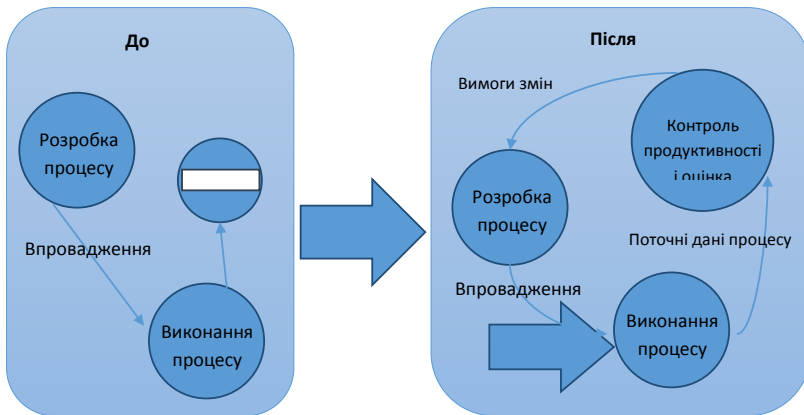 До
Розробка
процесу
Впровадження
Виконання
процесу
Після
Вимоги змін
Контроль
продуктивності
і оцінка
Розробка
процесу
Поточні дані процесу
Впровадження
Виконання
процесу